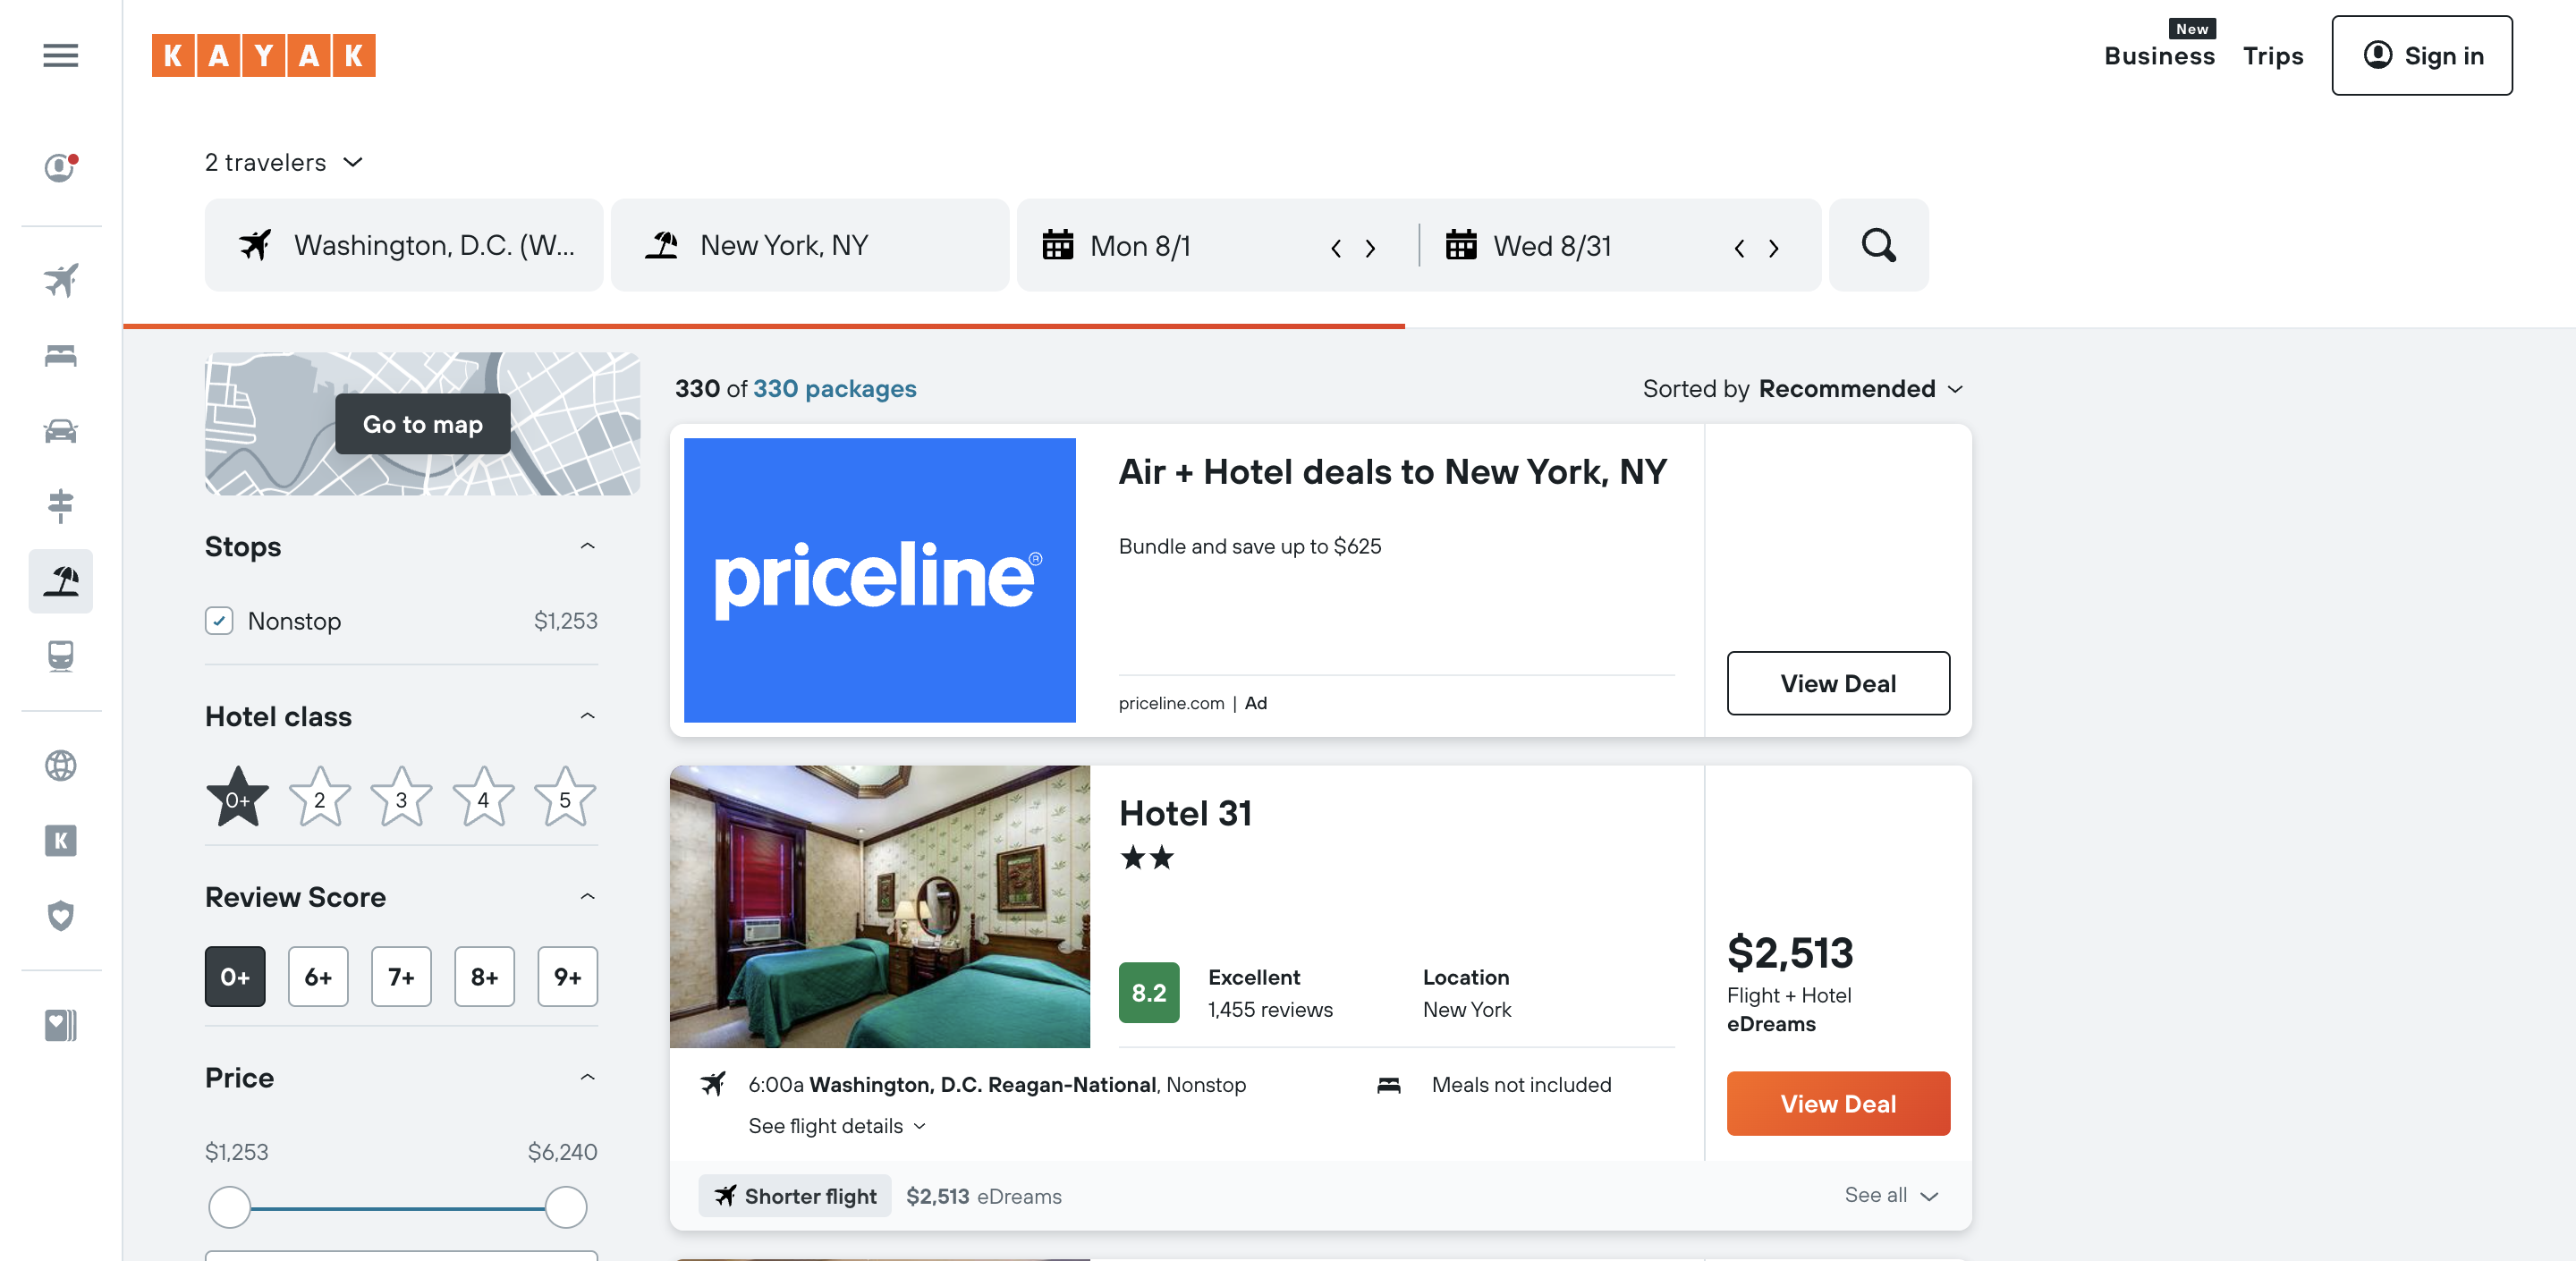 KAYAK
New
Business
Trips
Sign in
2 travelers
Washington, D.C. (W...
New York, NY
Mon 8/1
Wed 8/31
Go to map
330 of 330 packages
Sorted by Recommended
Stops
Nonstop
$1,253
Hotel class
0+
2
3
4
5
Review Score
0+
6+
7+
8+
9+
Price
$1,253
$6,240
priceline®
Air + Hotel deals to New York, NY
Bundle and save up to $625
priceline.com | Ad
View Deal
Hotel 31
8.2
Excellent
1,455 reviews
Location
New York
$2,513
Flight + Hotel
eDreams
View Deal
6:00a Washington, D.C. Reagan-National, Nonstop
See flight details
Meals not included
Shorter flight
$2,513 eDreams
See all
K